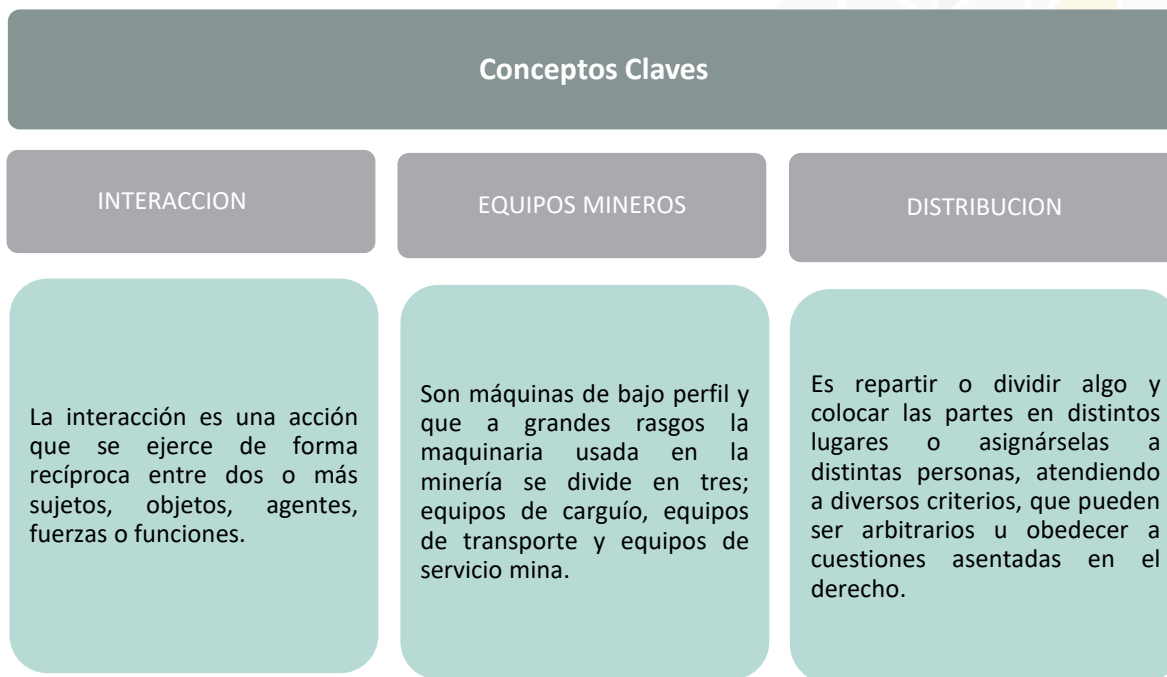 Conceptos Claves
INTERACCION
EQUIPOS MINEROS
DISTRIBUCION
La interacción es una acción
que se ejerce de forma
recíproca entre dos o más
sujetos, objetos, agentes,
fuerzas o funciones.
Son máquinas de bajo perfil y
que a grandes rasgos la
maquinaria usada en la
minería se divide en tres;
equipos de carguío, equipos
de transporte y equipos de
servicio mina.
Es repartir o dividir algo y
colocar las partes en distintos
lugares o asignárselas a
distintas personas, atendiendo
a diversos criterios, que pueden
ser arbitrarios u obedecer a
cuestiones asentadas en el
derecho.